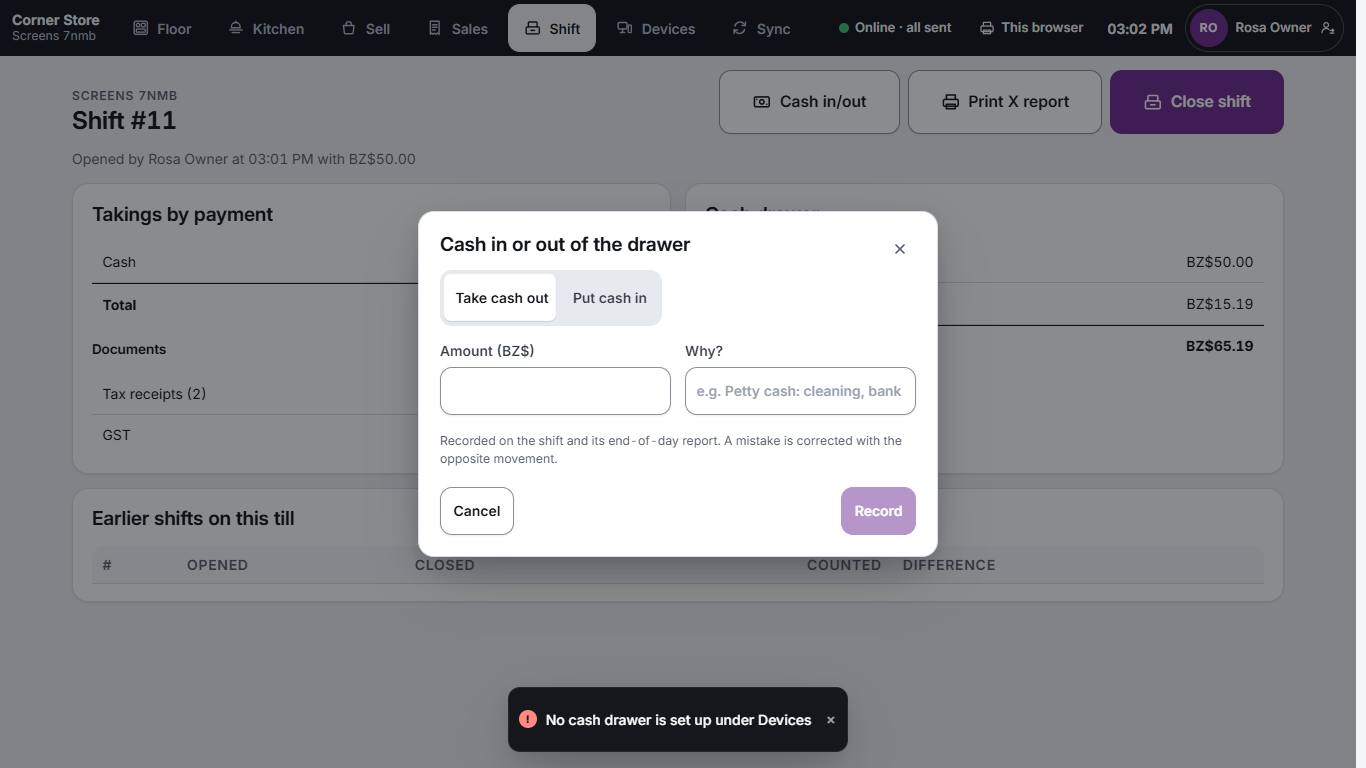 Corner Store
Screens 7nmb
Floor
Kitchen
Sell
Sales
Shift
Devices
Sync
Online · all sent
This browser
03:02 PM
RO
Rosa Owner
SCREENS 7NMB
Shift #11
Cash in/out
Print X report
Close shift
Opened by Rosa Owner at 03:01 PM with BZ$50.00
Takings by payment
Cash
Total
Documents
Tax receipts (2)
GST
BZ$50.00
BZ$15.19
BZ$65.19
Cash in or out of the drawer
×
Take cash out
Put cash in
Amount (BZ$)
Why?
e.g. Petty cash: cleaning, bank
Recorded on the shift and its end-of-day report. A mistake is corrected with the
opposite movement.
Cancel
Record
Earlier shifts on this till
# OPENED CLOSED COUNTED DIFFERENCE
! No cash drawer is set up under Devices ×